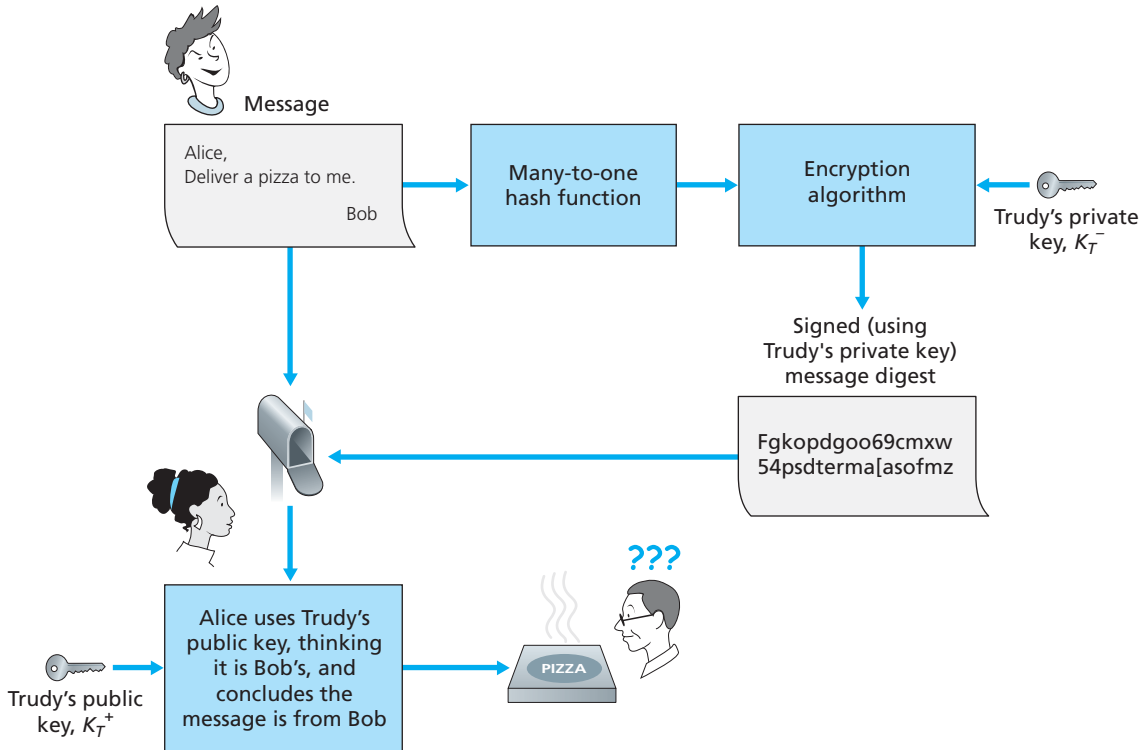 Message
Alice,
Deliver a pizza to me.
Bob
Many-to-one
hash function
Encryption
algorithm
Trudy’s private
key, K_T^−
Signed (using
Trudy's private key)
message digest
Fgkopdgoo69cmxw
54psdterma[asofmz
???
Alice uses Trudy’s
public key, thinking
it is Bob’s, and
concludes the
message is from Bob
PIZZA
Trudy’s public
key, K_T^+